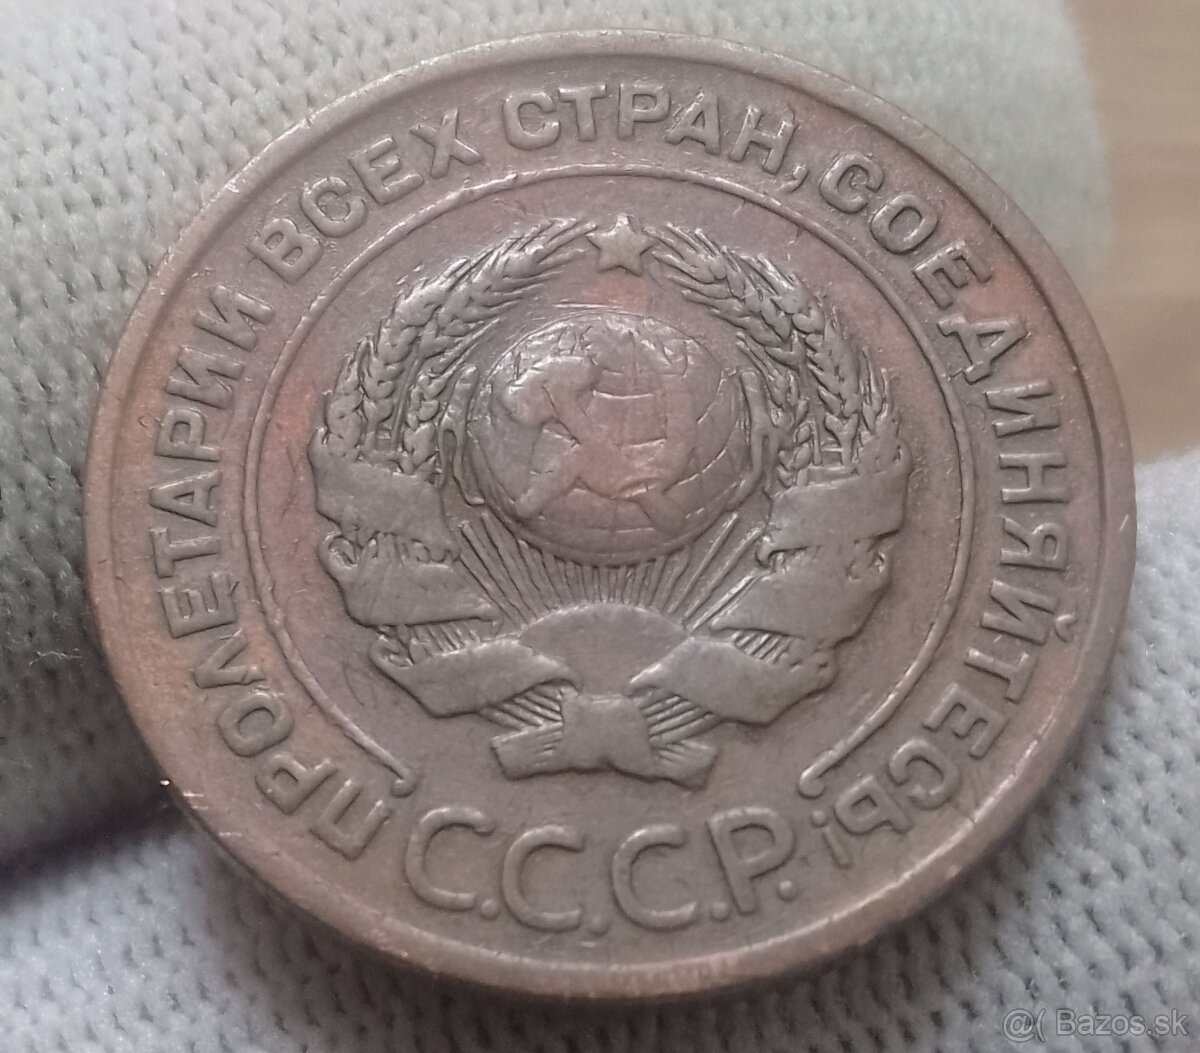 ПРОЛЕТАРИИ ВСЕХ СТРАН, СОЕДИНЯЙТЕСЬ!
С.С.С.Р.
@( Bazos.sk